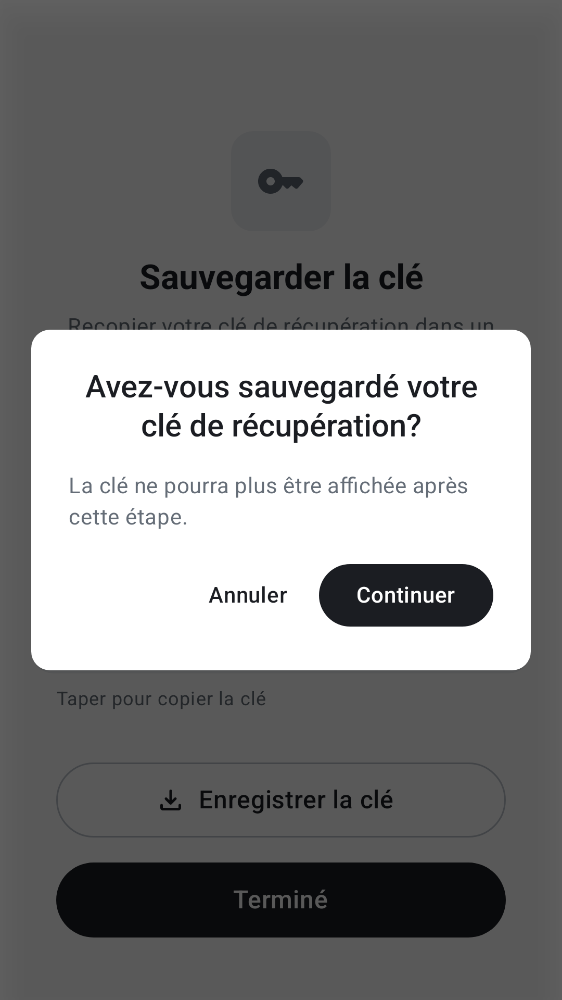 Sauvegarder la clé
Recopier votre clé de récupération dans un
Avez-vous sauvegardé votre
clé de récupération?
La clé ne pourra plus être affichée après
cette étape.
Annuler
Continuer
Taper pour copier la clé
Enregistrer la clé
Terminé